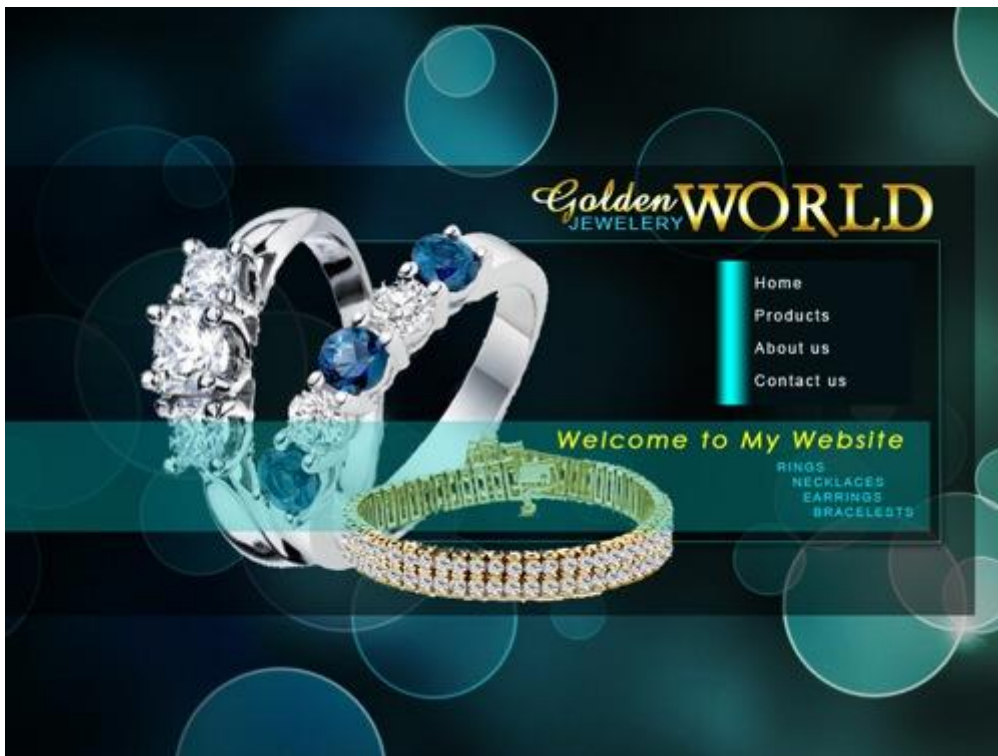 Golden WORLD
JEWELERY
Home
Products
About us
Contact us
Welcome to My Website
RINGS
NECKLACES
EARRINGS
BRACELESTS